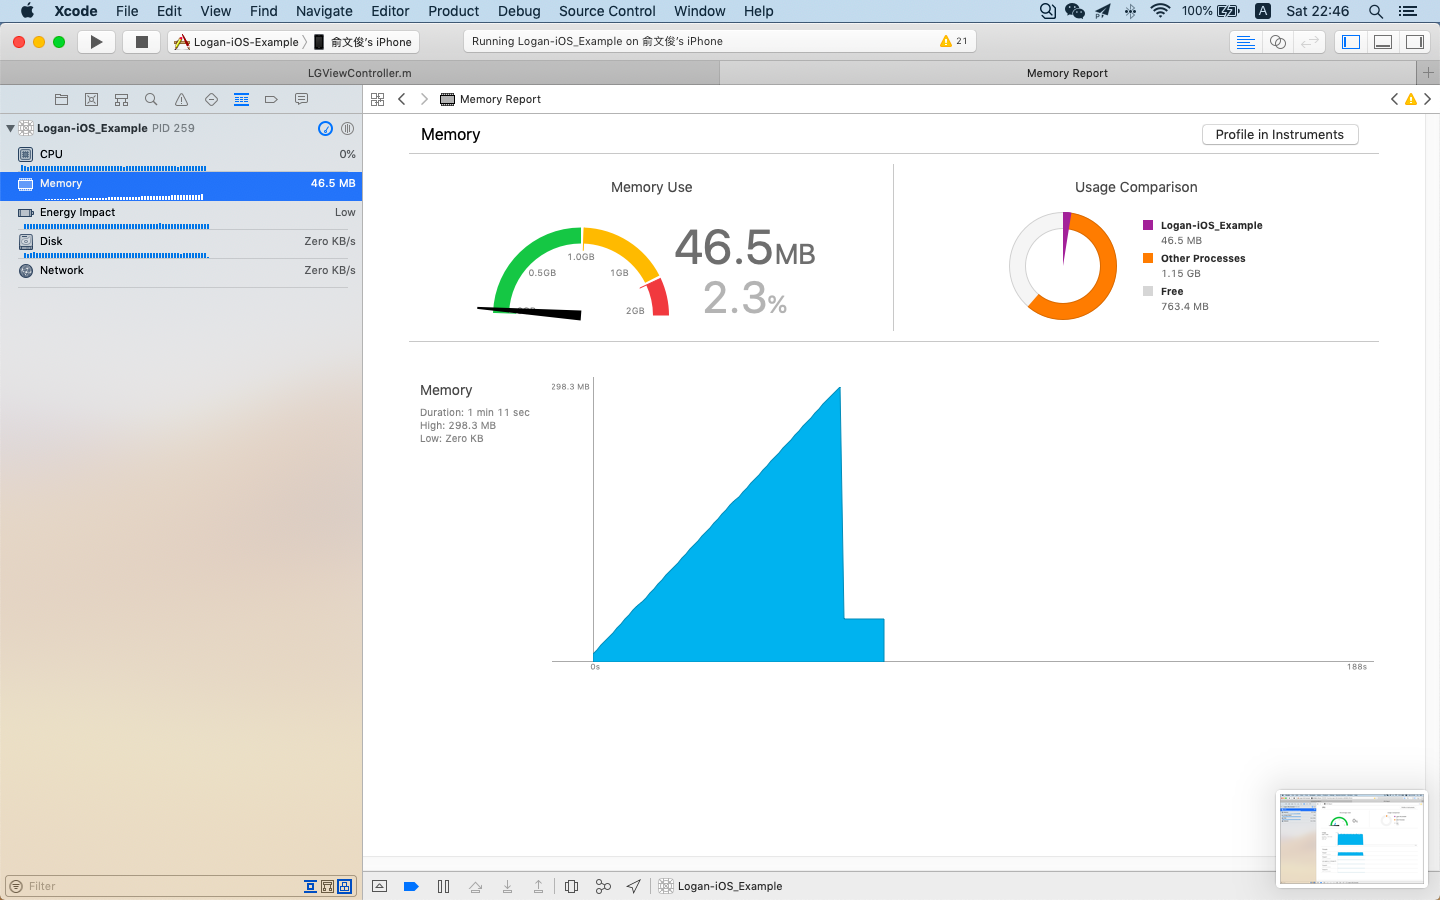 Xcode File Edit View Find Navigate Editor Product Debug Source Control Window Help 100% A Sat 22:46
Logan-iOS-Example 俞文俊's iPhone Running Logan-iOS_Example on 俞文俊's iPhone 21
LGViewController.m Memory Report
Memory Report
Logan-iOS_Example PID 259
CPU 0%
Memory 46.5 MB
Energy Impact Low
Disk Zero KB/s
Network Zero KB/s
Filter
Memory Profile in Instruments
Memory Use
1.0GB
0.5GB 1GB
2GB
46.5MB
2.3%
Usage Comparison
Logan-iOS_Example
46.5 MB
Other Processes
1.15 GB
Free
763.4 MB
Memory
Duration: 1 min 11 sec
High: 298.3 MB
Low: Zero KB
298.3 MB
0s 188s
Logan-iOS_Example